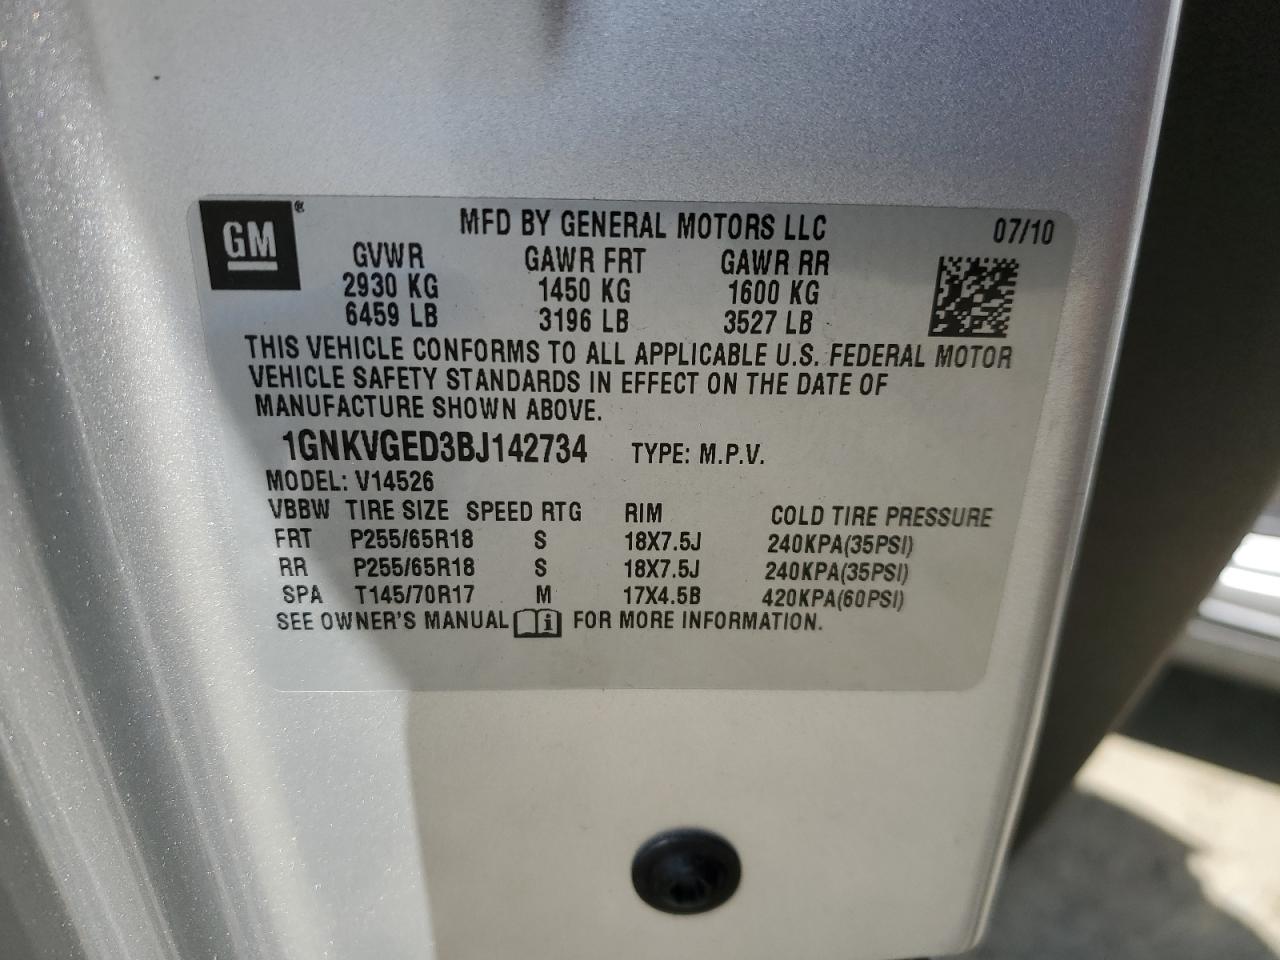 GM® MFD BY GENERAL MOTORS LLC 07/10
GVWR GAWR FRT GAWR RR
2930 KG 1450 KG 1600 KG
6459 LB 3196 LB 3527 LB
THIS VEHICLE CONFORMS TO ALL APPLICABLE U.S. FEDERAL MOTOR
VEHICLE SAFETY STANDARDS IN EFFECT ON THE DATE OF
MANUFACTURE SHOWN ABOVE.
1GNKVGED3BJ142734 TYPE: M.P.V.
MODEL: V14526
VBBW TIRE SIZE SPEED RTG RIM COLD TIRE PRESSURE
FRT P255/65R18 S 18X7.5J 240KPA(35PSI)
RR P255/65R18 S 18X7.5J 240KPA(35PSI)
SPA T145/70R17 M 17X4.5B 420KPA(60PSI)
SEE OWNER'S MANUAL i FOR MORE INFORMATION.